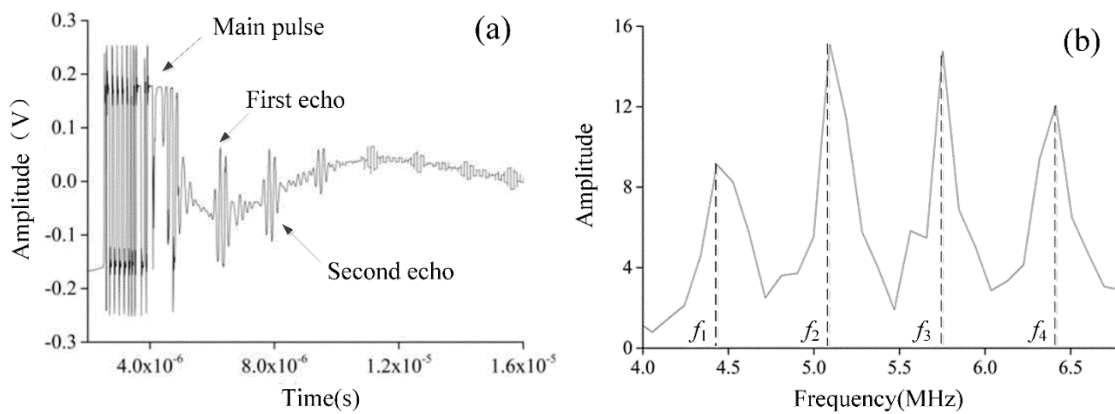 (a)
Main pulse
First echo
Second echo
Amplitude（V）
0.3
0.2
0.1
0.0
-0.1
-0.2
-0.3
4.0x10-6
8.0x10-6
1.2x10-5
1.6x10-5
Time(s)
(b)
Amplitude
16
12
8
4
0
f1
f2
f3
f4
4.0
4.5
5.0
5.5
6.0
6.5
Frequency(MHz)